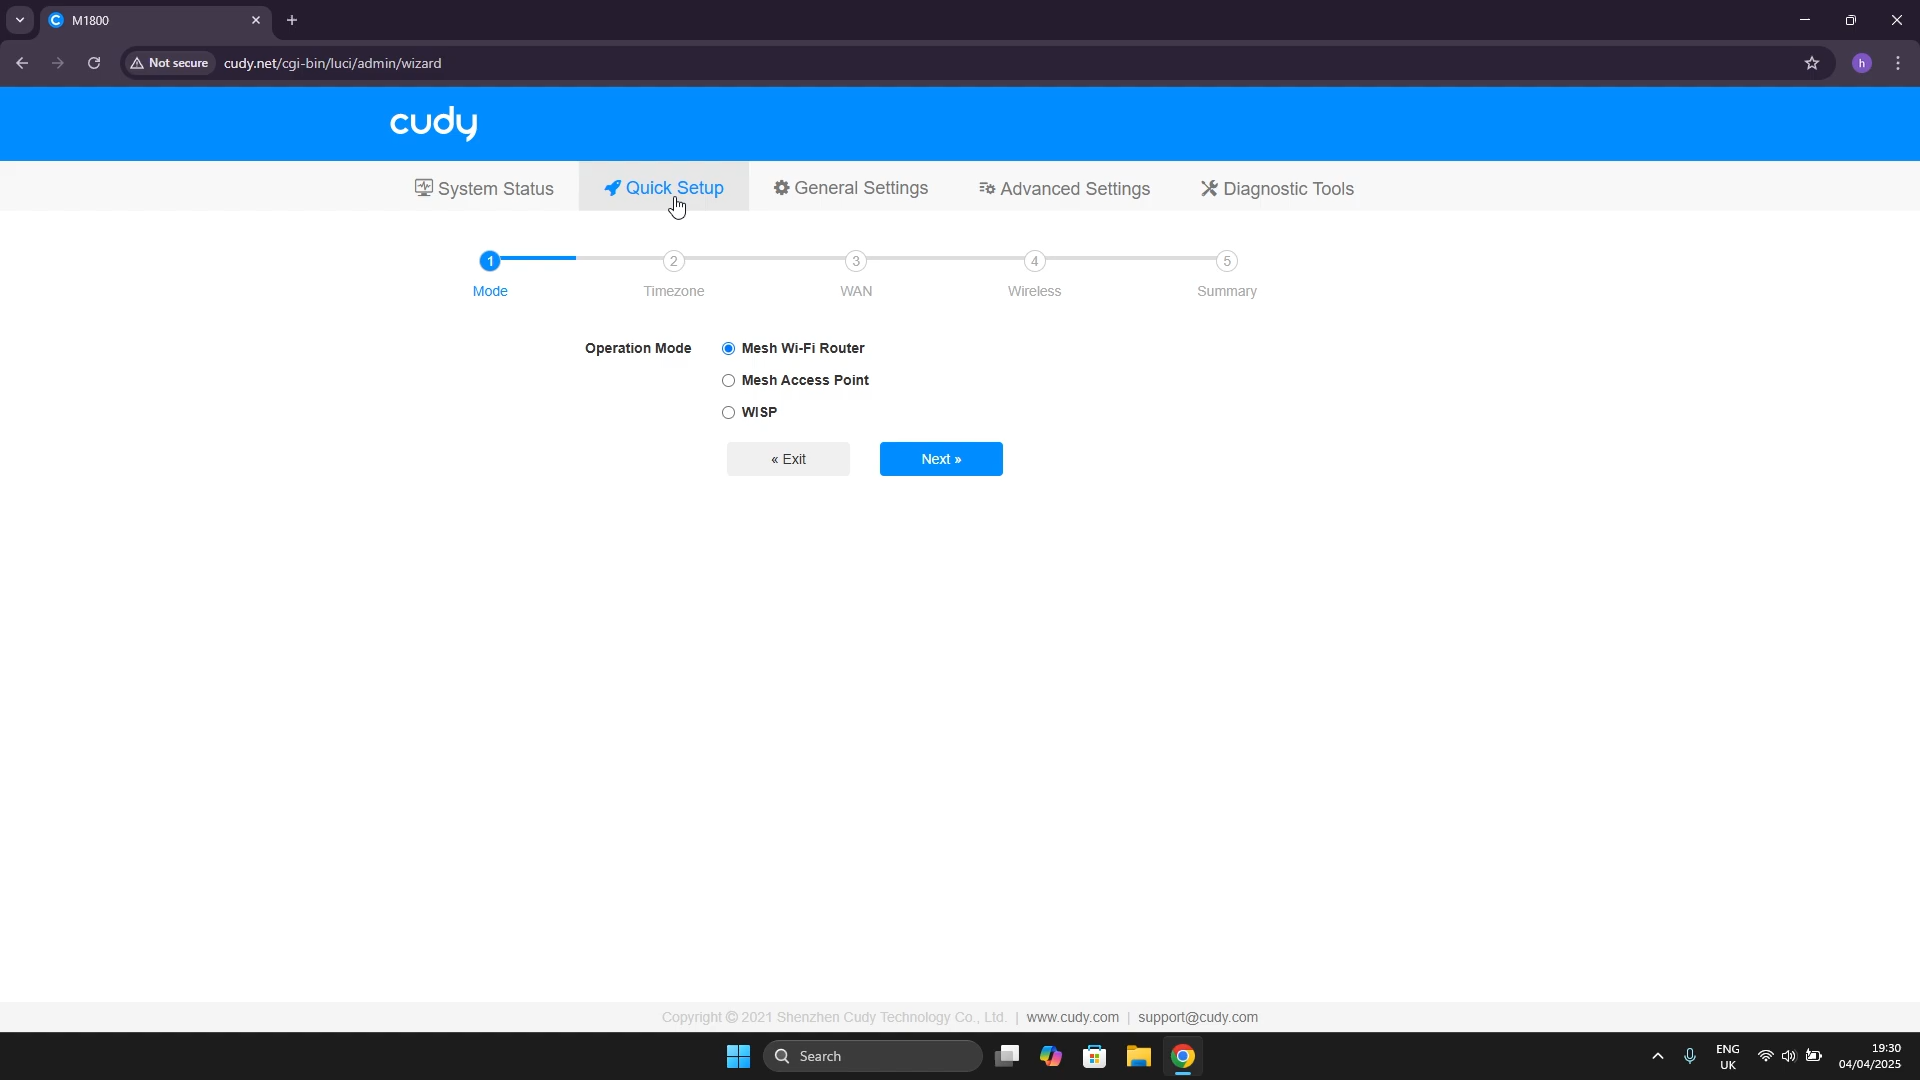 M1800
Not secure cudy.net/cgi-bin/luci/admin/wizard
h
cudy
System Status Quick Setup General Settings Advanced Settings Diagnostic Tools
1 2 3 4 5
Mode Timezone WAN Wireless Summary
Operation Mode Mesh Wi-Fi Router
Mesh Access Point
WISP
« Exit Next »
Copyright © 2021 Shenzhen Cudy Technology Co., Ltd. | www.cudy.com | support@cudy.com
Search
ENG
UK
19:30
04/04/2025